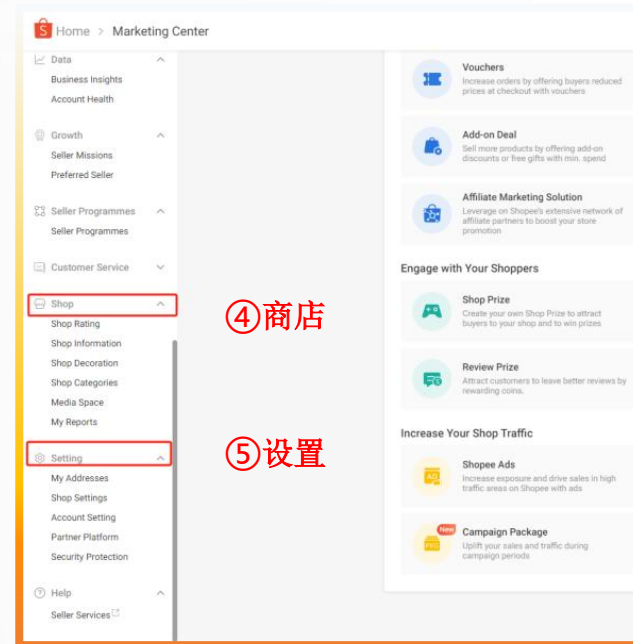 Home > Marketing Center
Data
Business Insights
Account Health
Growth
Seller Missions
Preferred Seller
Seller Programmes
Seller Programmes
Customer Service
Shop
Shop Rating
Shop Information
Shop Decoration
Shop Categories
Media Space
My Reports
Setting
My Addresses
Shop Settings
Account Setting
Partner Platform
Security Protection
Help
Seller Services
④商店
⑤设置
Vouchers
Increase orders by offering buyers reduced
prices at checkout with vouchers
Add-on Deal
Sell more products by offering add-on
discounts or free gifts with min. spend
Affiliate Marketing Solution
Leverage on Shopee's extensive network of
affiliate partners to boost your store
promotion
Engage with Your Shoppers
Shop Prize
Create your own Shop Prize to attract
buyers to your shop and to win prizes
Review Prize
Attract customers to leave better reviews by
rewarding coins.
Increase Your Shop Traffic
AD
Shopee Ads
Increase exposure and drive sales in high
traffic areas on Shopee with ads
New
PRO
Campaign Package
Uplift your sales and traffic during
campaign periods